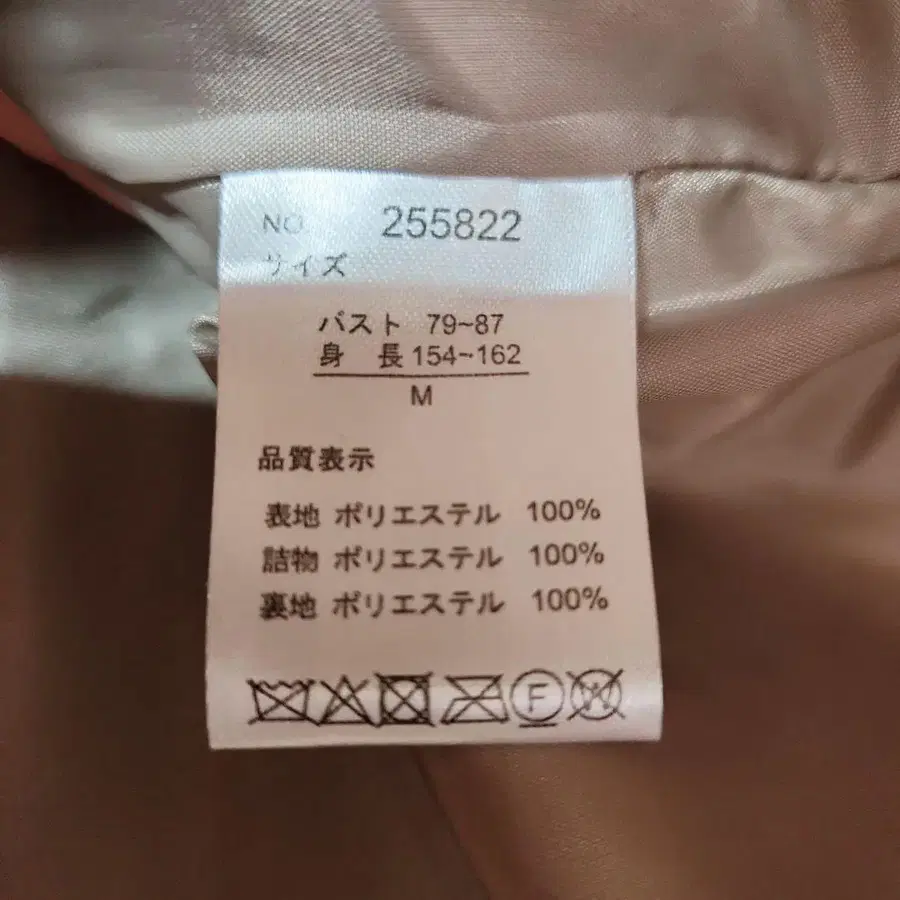 NO. 255822
サイズ
バスト 79~87
身 長 154~162
M
品質表示
表地 ポリエステル 100%
詰物 ポリエステル 100%
裏地 ポリエステル 100%
F W